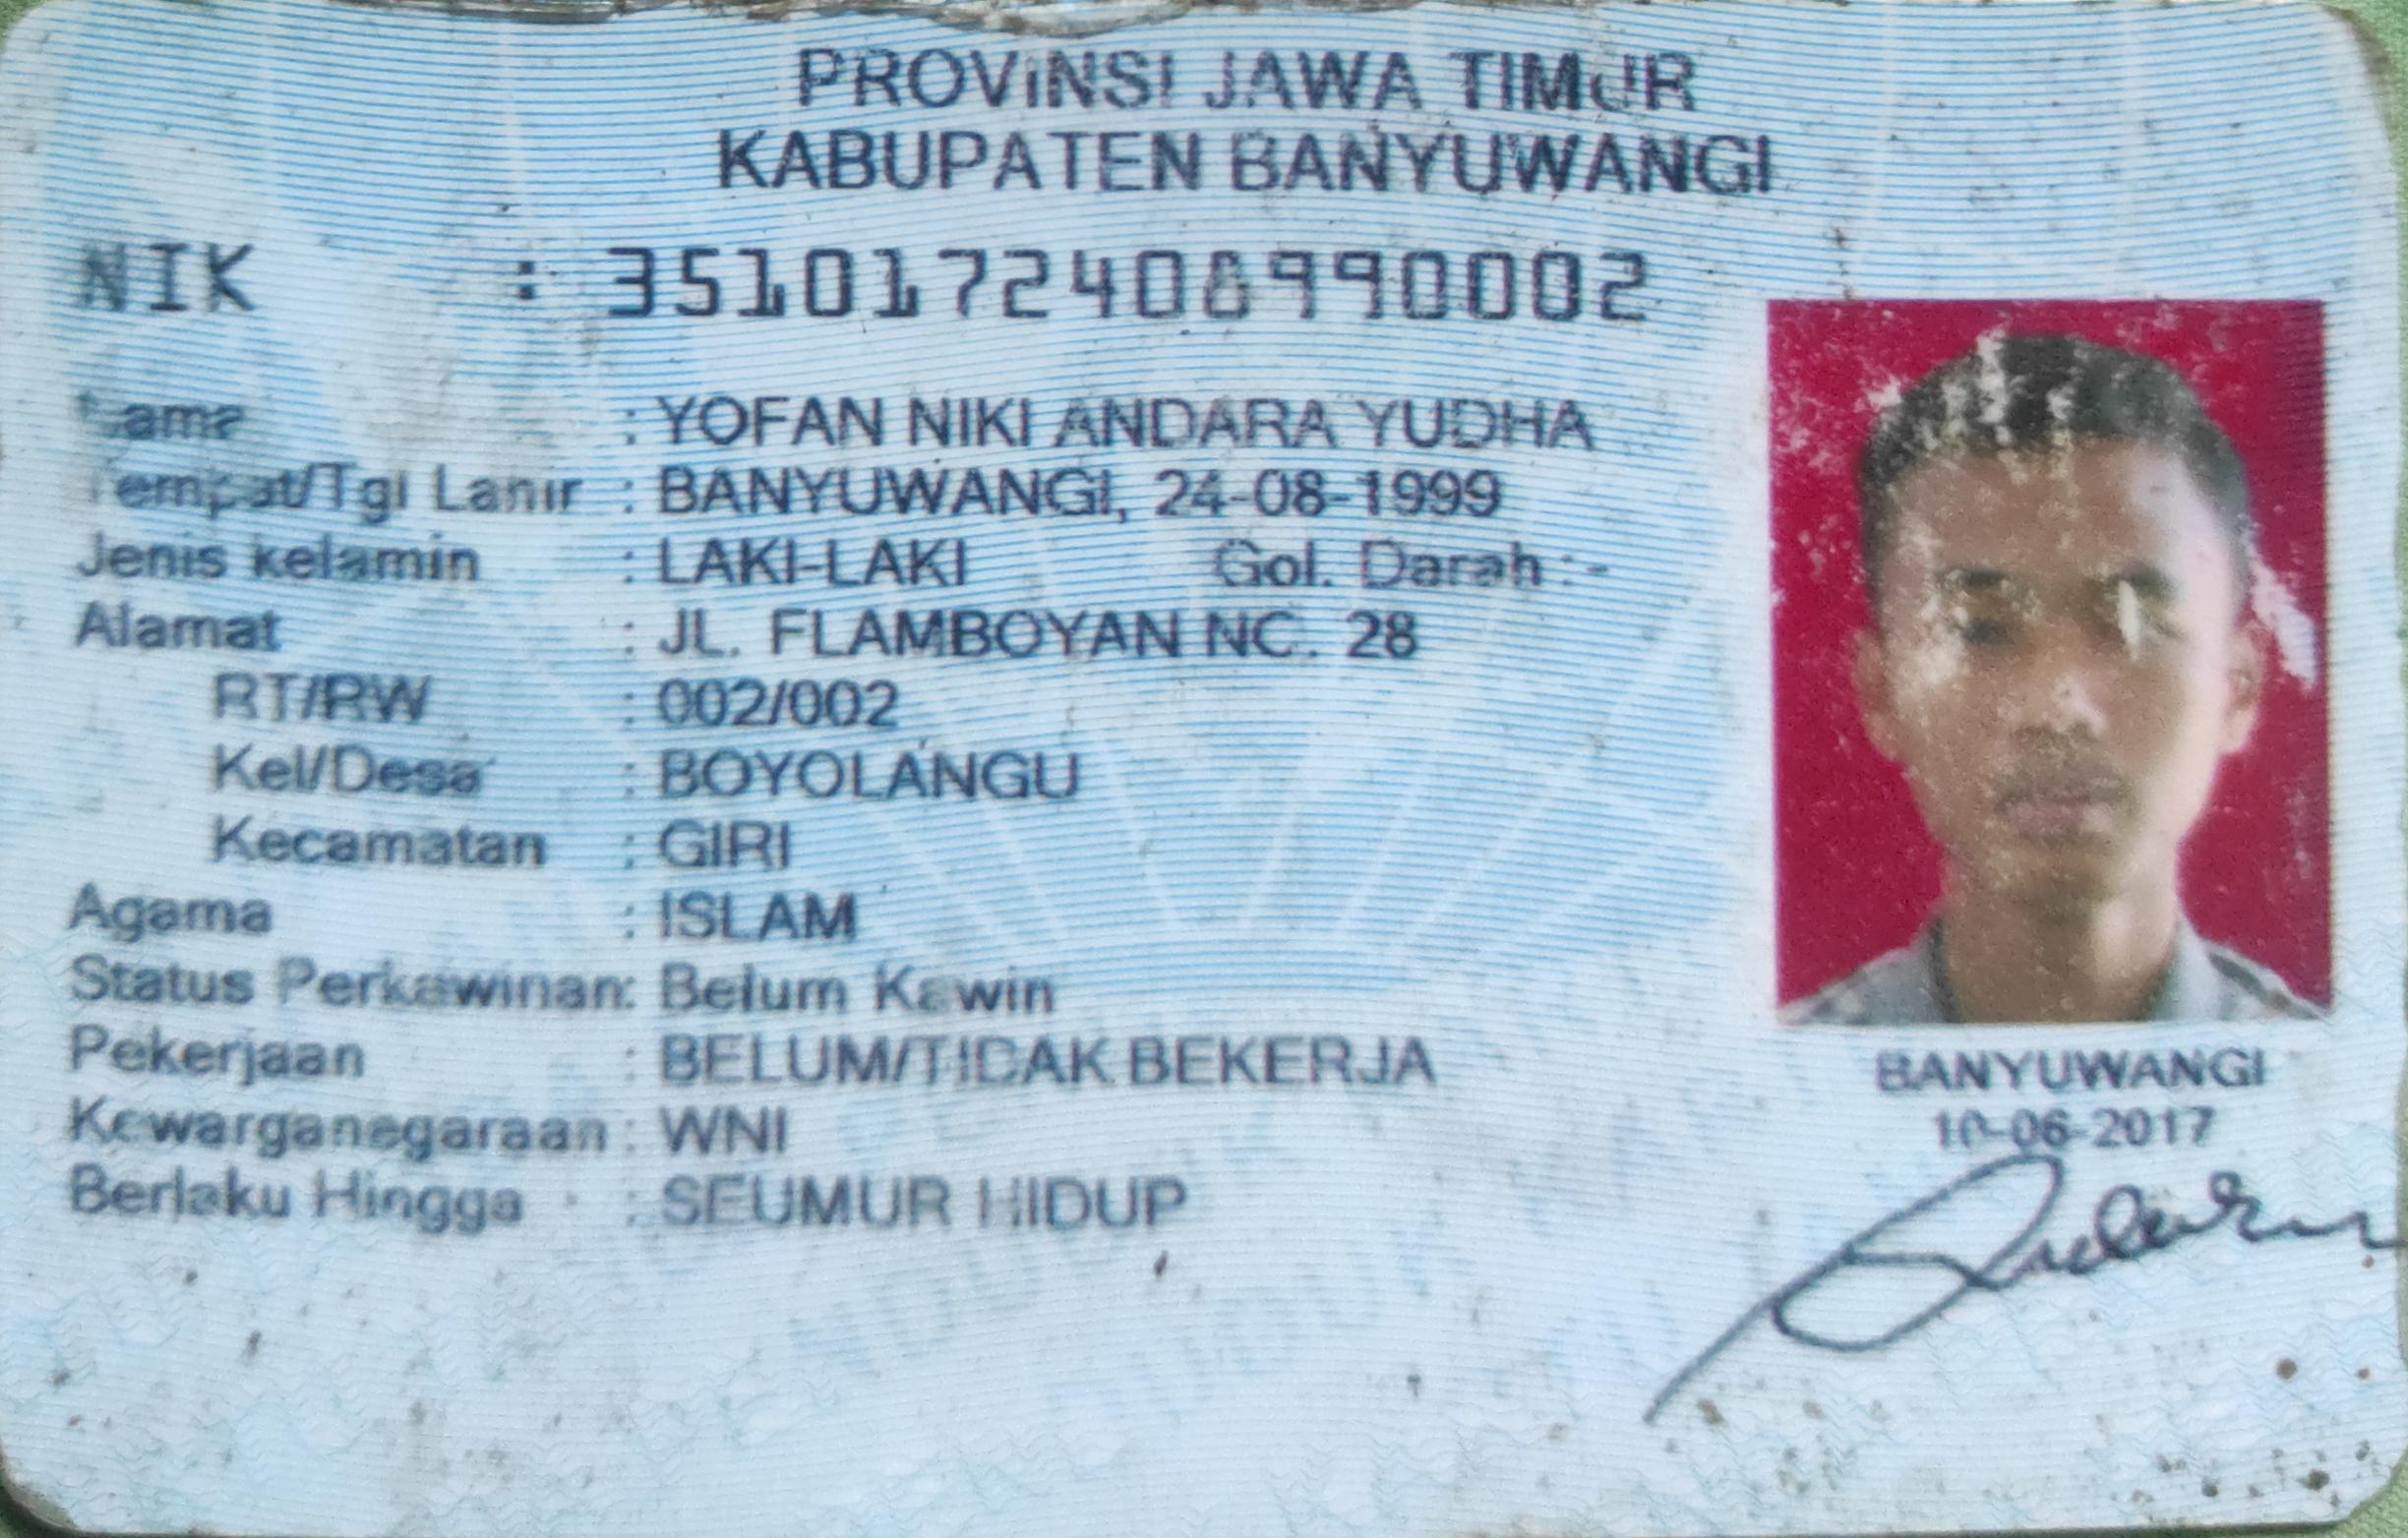 PROVINSI JAWA TIMUR
KABUPATEN BANYUWANGI
NIK : 3510172408990002
Nama : YOFAN NIKI ANDARA YUDHA
Tempat/Tgl Lahir : BANYUWANGI, 24-08-1999
Jenis kelamin : LAKI-LAKI Gol. Darah : -
Alamat : JL. FLAMBOYAN NO. 28
RT/RW : 002/002
Kel/Desa : BOYOLANGU
Kecamatan : GIRI
Agama : ISLAM
Status Perkawinan: Belum Kawin
Pekerjaan : BELUM/TIDAK BEKERJA
Kewarganegaraan : WNI
Berlaku Hingga : SEUMUR HIDUP
BANYUWANGI
10-06-2017